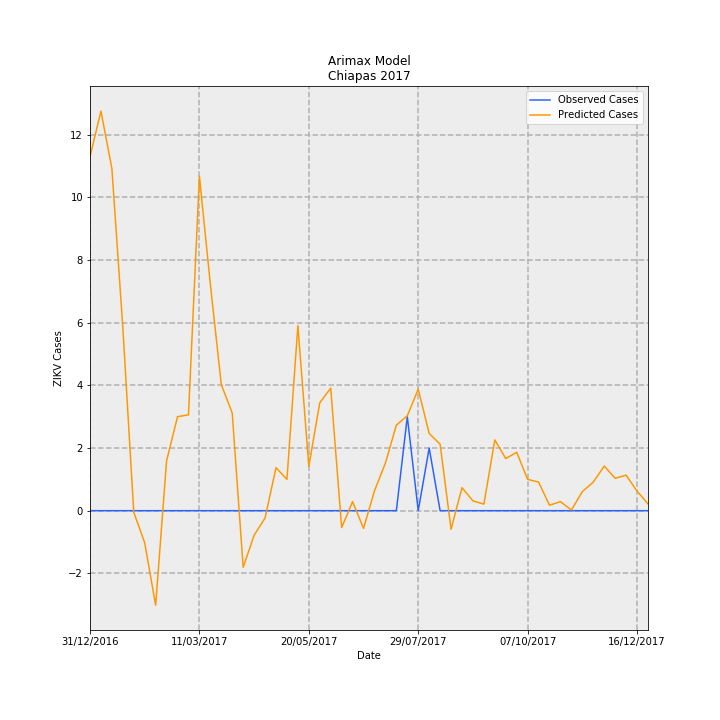 Arimax Model
Chiapas 2017
Observed Cases
Predicted Cases
ZIKV Cases
12
10
8
6
4
2
0
−2
31/12/2016
11/03/2017
20/05/2017
29/07/2017
07/10/2017
16/12/2017
Date